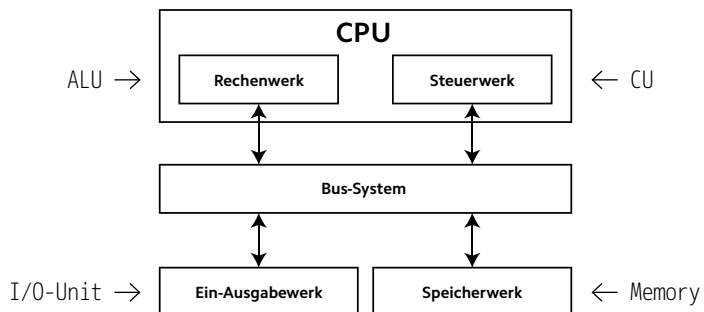 CPU
ALU → Rechenwerk Steuerwerk ← CU
Bus-System
I/O-Unit → Ein-Ausgabewerk Speicherwerk ← Memory